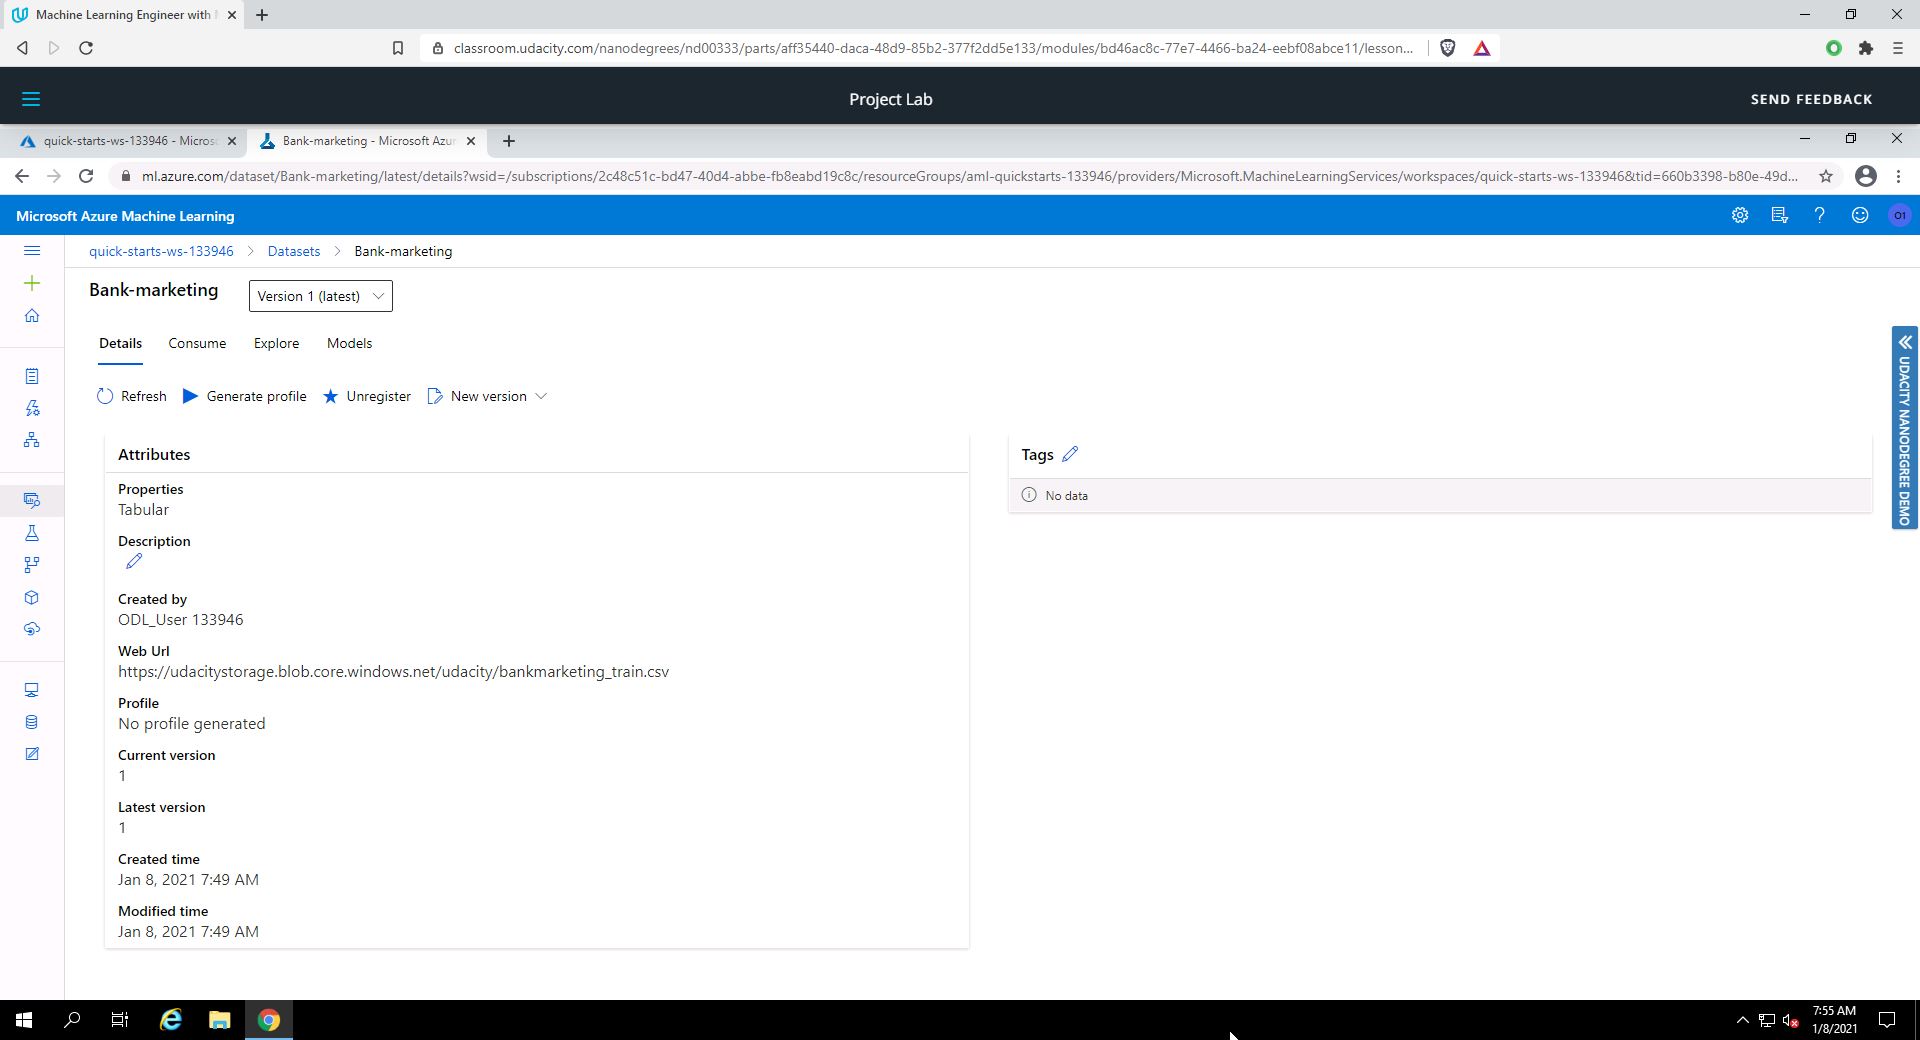 Machine Learning Engineer with
classroom.udacity.com/nanodegrees/nd00333/parts/aff35440-daca-48d9-85b2-377f2dd5e133/modules/bd46ac8c-77e7-4466-ba24-eebf08abce11/lesson...
Project Lab
SEND FEEDBACK
quick-starts-ws-133946 - Micros
Bank-marketing - Microsoft Azur
ml.azure.com/dataset/Bank-marketing/latest/details?wsid=/subscriptions/2c48c51c-bd47-40d4-abbe-fb8eabd19c8c/resourceGroups/aml-quickstarts-133946/providers/Microsoft.MachineLearningServices/workspaces/quick-starts-ws-133946&tid=660b3398-b80e-49d...
Microsoft Azure Machine Learning
O1
quick-starts-ws-133946 > Datasets > Bank-marketing
Bank-marketing
Version 1 (latest)
Details Consume Explore Models
Refresh Generate profile Unregister New version
UDACITY NANODEGREE DEMO
Attributes
Properties
Tabular
Description
Created by
ODL_User 133946
Web Url
https://udacitystorage.blob.core.windows.net/udacity/bankmarketing_train.csv
Profile
No profile generated
Current version
1
Latest version
1
Created time
Jan 8, 2021 7:49 AM
Modified time
Jan 8, 2021 7:49 AM
Tags
No data
7:55 AM
1/8/2021